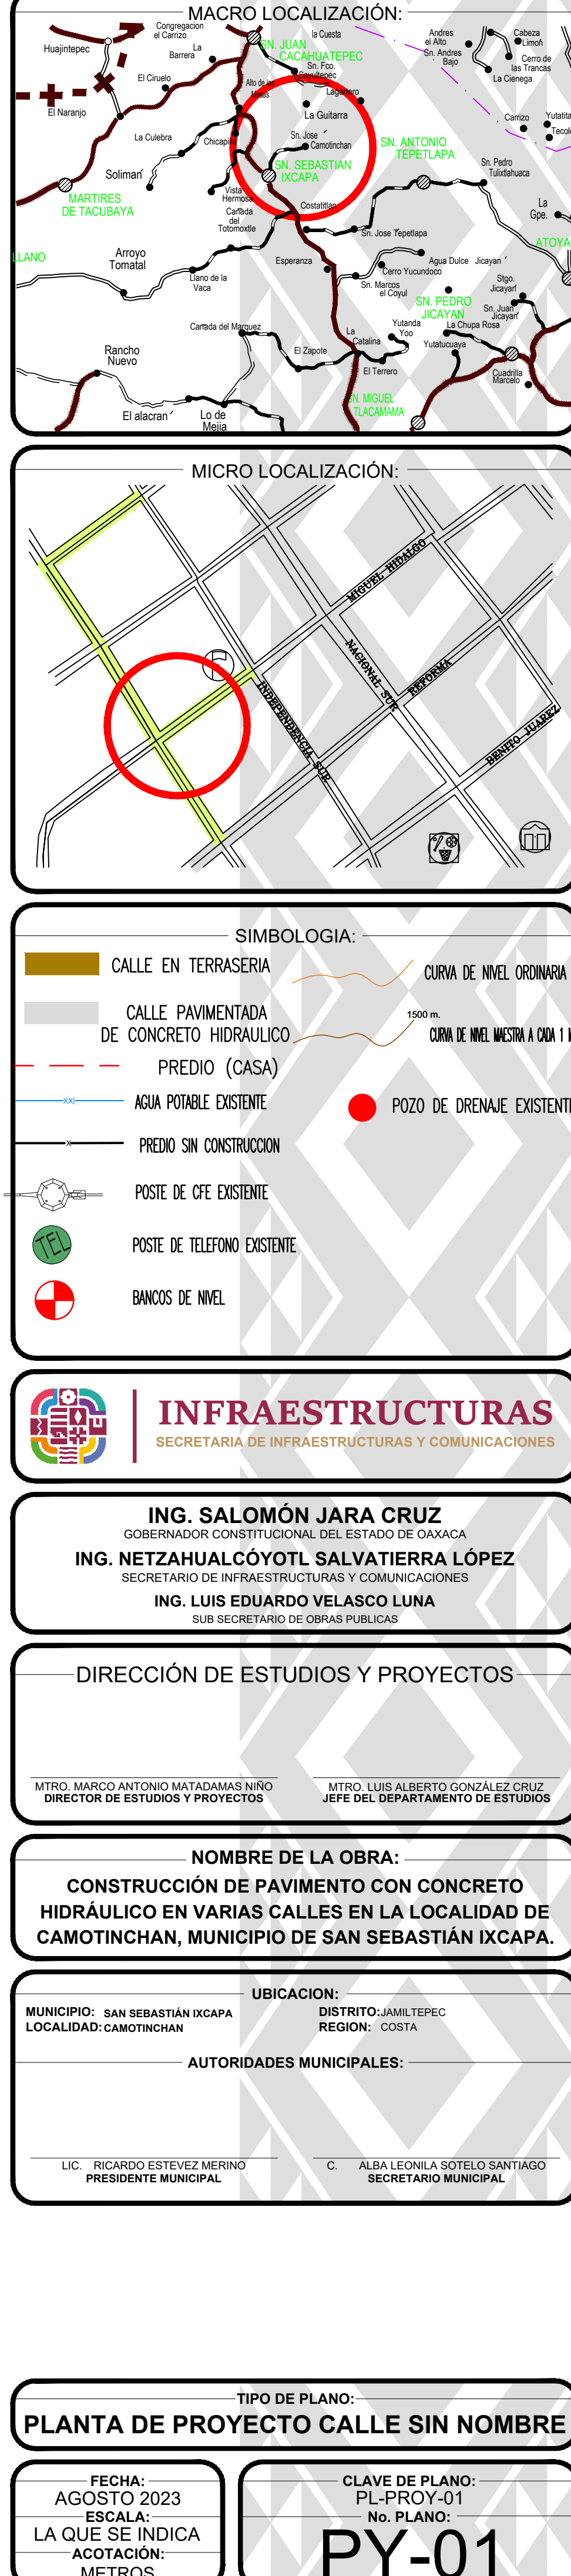 MACRO LOCALIZACIÓN:
Congregacion
el Carrizo
Huajintepec
La
Barrera
SN. JUAN
CACAHUATEPEC
la Cuesta
Andres
el Alto
Cabeza
Limon
Sn. Andres
Bajo
Cerro de
las Trancas
La Cienega
El Ciruelo
Alto de las
Mesas
Sn. Fco.
Sayultepec
Lagartero
El Naranjo
La Guitarra
Carrizo
La Culebra
Chicapilla
Sn. Jose
Camotinchan
SN. ANTONIO
TEPETLAPA
Soliman
SN. SEBASTIAN
IXCAPA
Sn. Pedro
Tulixtlahuaca
MARTIRES
DE TACUBAYA
Vista
Hermosa
Costatitlan
Cañada
del
Totomoxtle
La
Gpe.
LLANO
Arroyo
Tomatal
Sn. Jose Tepetlapa
ATOYA
Esperanza
Agua Dulce
Jicayan
Llano de la
Vaca
Cerro Yucundoco
Sn. Marcos
el Coyul
Stgo.
Jicayan
SN. PEDRO
JICAYAN
Sn. Juan
Jicayan
Cañada del Marquez
La
Catalina
Yutanda
Yoo
La Chupa Rosa
Yutatucuaya
Rancho
Nuevo
El Zapote
El Terrero
Cuadrilla
Marcelo
El alacran
Lo de
Mejia
SN. MIGUEL
TLACAMAMA
MICRO LOCALIZACIÓN:
MIGUEL HIDALGO
NACIONAL SUR
REFORMA
INDEPENDENCIA SUR
BENITO JUAREZ
SIMBOLOGIA:
CALLE EN TERRASERIA
CURVA DE NIVEL ORDINARIA
CALLE PAVIMENTADA
DE CONCRETO HIDRAULICO
1500 m.
CURVA DE NIVEL MAESTRA A CADA 1
PREDIO (CASA)
XX
AGUA POTABLE EXISTENTE
POZO DE DRENAJE EXISTENTE
X
PREDIO SIN CONSTRUCCION
POSTE DE CFE EXISTENTE
TEL
POSTE DE TELEFONO EXISTENTE
BANCOS DE NIVEL
INFRAESTRUCTURAS
SECRETARIA DE INFRAESTRUCTURAS Y COMUNICACIONES
ING. SALOMÓN JARA CRUZ
GOBERNADOR CONSTITUCIONAL DEL ESTADO DE OAXACA
ING. NETZAHUALCÓYOTL SALVATIERRA LÓPEZ
SECRETARIO DE INFRAESTRUCTURAS Y COMUNICACIONES
ING. LUIS EDUARDO VELASCO LUNA
SUB SECRETARIO DE OBRAS PUBLICAS
DIRECCIÓN DE ESTUDIOS Y PROYECTOS
MTRO. MARCO ANTONIO MATADAMAS NIÑO
DIRECTOR DE ESTUDIOS Y PROYECTOS
MTRO. LUIS ALBERTO GONZÁLEZ CRUZ
JEFE DEL DEPARTAMENTO DE ESTUDIOS
NOMBRE DE LA OBRA:
CONSTRUCCIÓN DE PAVIMENTO CON CONCRETO
HIDRÁULICO EN VARIAS CALLES EN LA LOCALIDAD DE
CAMOTINCHAN, MUNICIPIO DE SAN SEBASTIÁN IXCAPA.
UBICACION:
MUNICIPIO: SAN SEBASTIÁN IXCAPA
DISTRITO: JAMILTEPEC
LOCALIDAD: CAMOTINCHAN
REGION: COSTA
AUTORIDADES MUNICIPALES:
LIC. RICARDO ESTEVEZ MERINO
PRESIDENTE MUNICIPAL
C. ALBA LEONILA SOTELO SANTIAGO
SECRETARIO MUNICIPAL
TIPO DE PLANO:
PLANTA DE PROYECTO CALLE SIN NOMBRE
FECHA:
AGOSTO 2023
ESCALA:
LA QUE SE INDICA
ACOTACIÓN:
METROS
CLAVE DE PLANO:
PL-PROY-01
No. PLANO:
PY-01